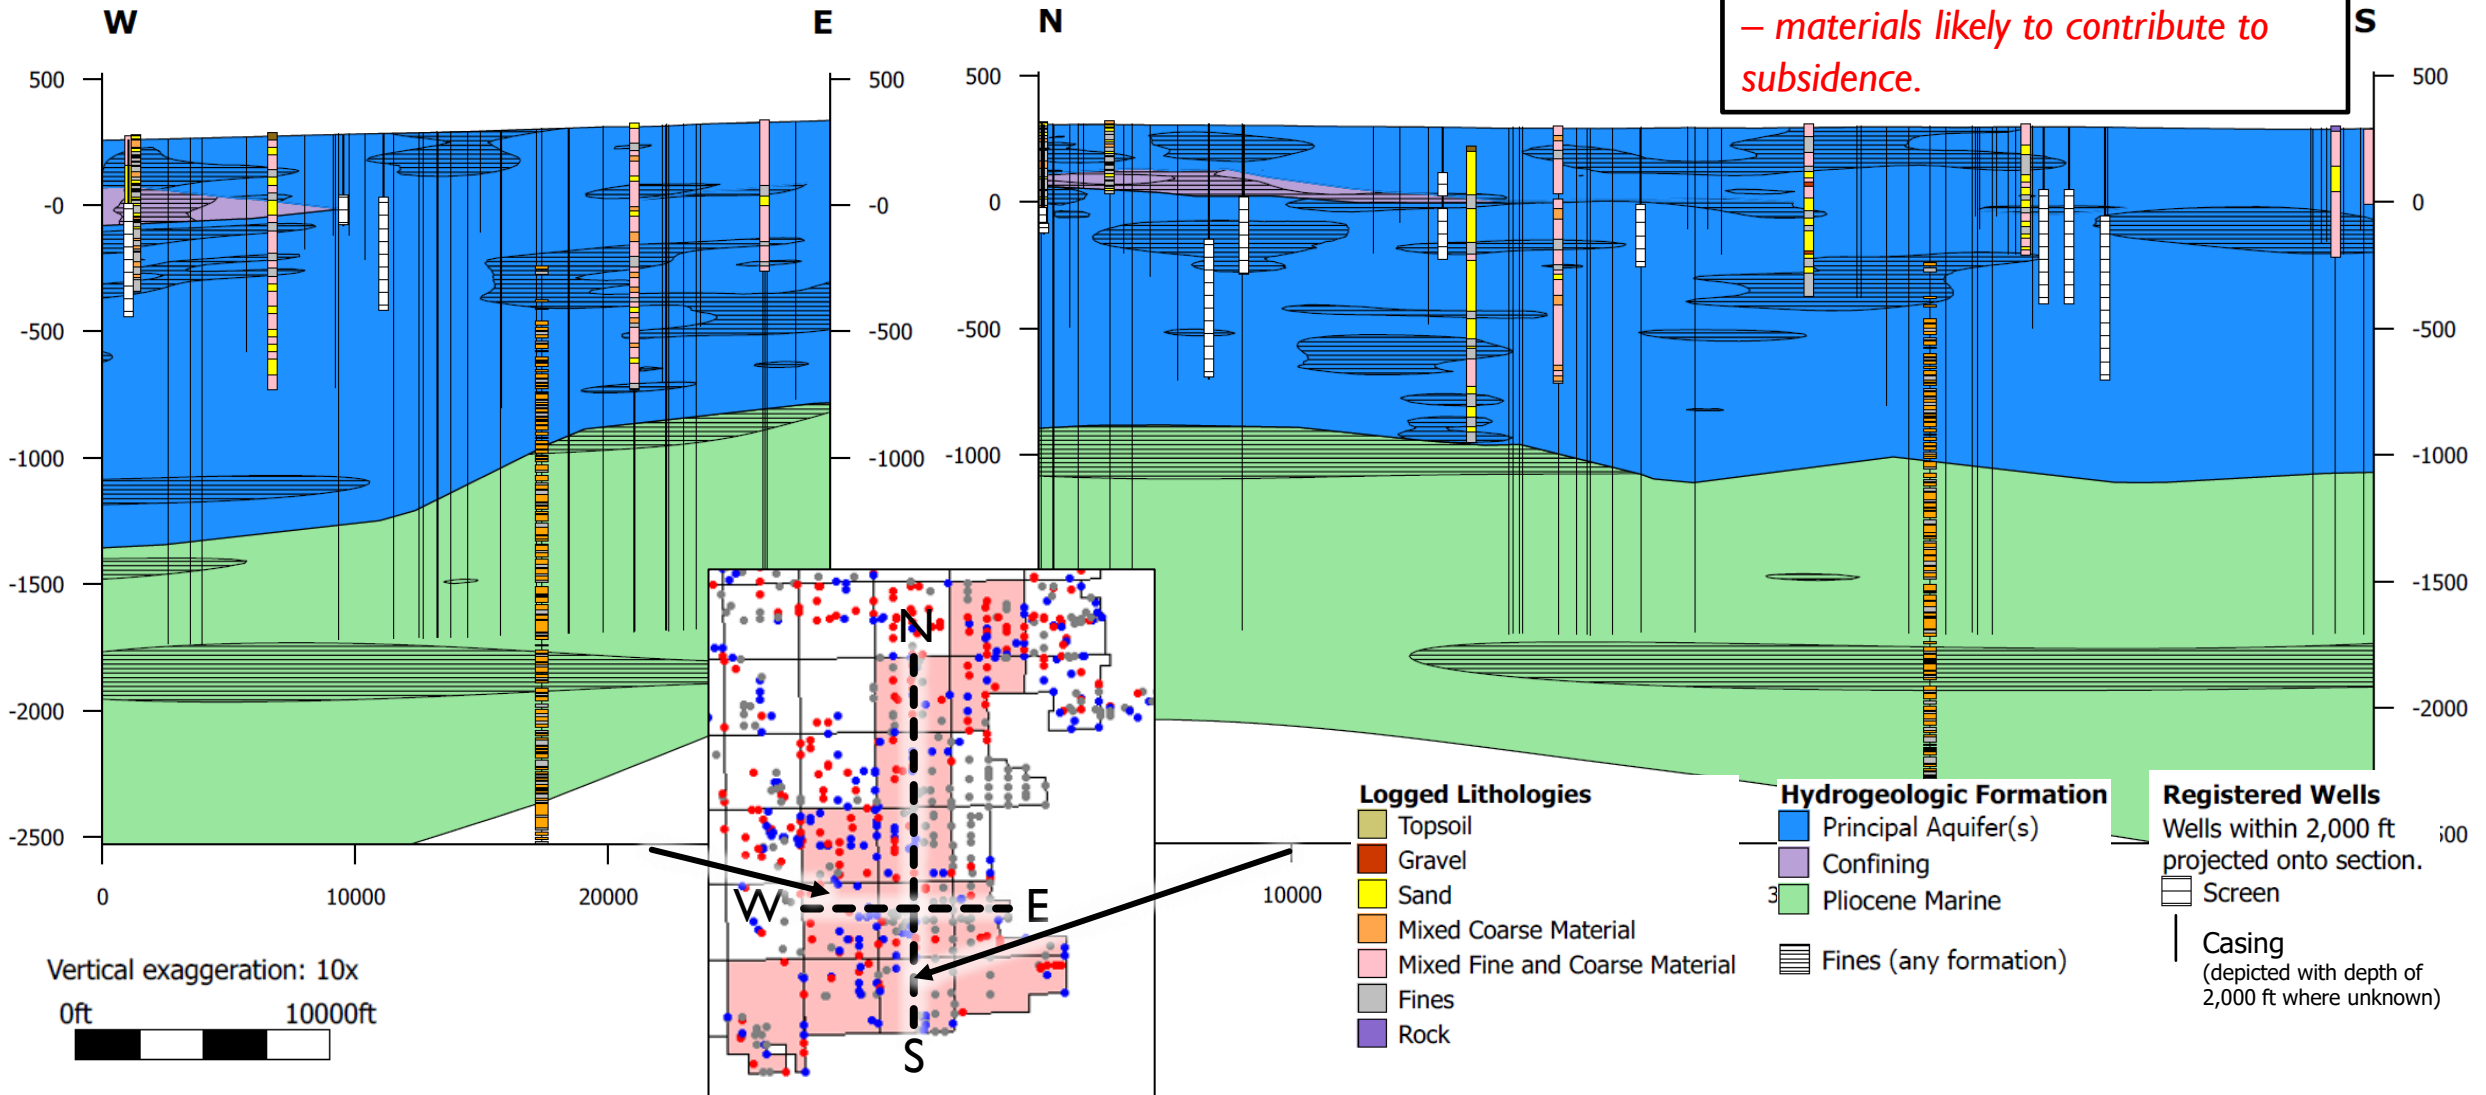 – materials likely to contribute to
subsidence.
W
E
N
S
500
-0
-500
-1000
-1500
-2000
-2500
500
-0
-500
-1000
500
0
-500
-1000
500
0
-500
-1000
-1500
-2000
500
0
10000
20000
10000
3
N
W
E
S
Vertical exaggeration: 10x
0ft 10000ft
Logged Lithologies
Topsoil
Gravel
Sand
Mixed Coarse Material
Mixed Fine and Coarse Material
Fines
Rock
Hydrogeologic Formation
Principal Aquifer(s)
Confining
Pliocene Marine
Fines (any formation)
Registered Wells
Wells within 2,000 ft
projected onto section.
Screen
Casing
(depicted with depth of
2,000 ft where unknown)